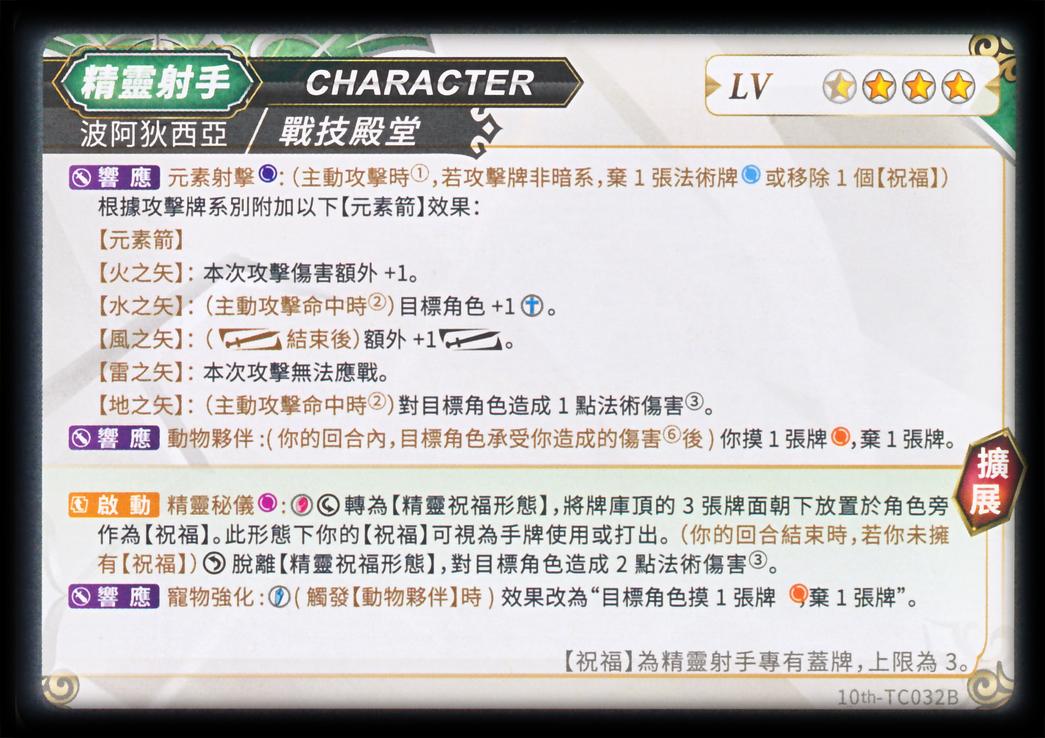 精靈射手 CHARACTER LV
波阿狄西亞 / 戰技殿堂
響應 元素射擊:(主動攻擊時①,若攻擊牌非暗系,棄1張法術牌或移除1個【祝福】)
根據攻擊牌系別附加以下【元素箭】效果:
【元素箭】
【火之矢】:本次攻擊傷害額外 +1。
【水之矢】:(主動攻擊命中時②)目標角色 +1。
【風之矢】:(結束後)額外 +1。
【雷之矢】:本次攻擊無法應戰。
【地之矢】:(主動攻擊命中時②)對目標角色造成 1 點法術傷害③。
響應 動物夥伴:(你的回合內,目標角色承受你造成的傷害⑥後)你摸 1 張牌,棄 1 張牌。
擴展
啟動 精靈秘儀:轉為【精靈祝福形態】,將牌庫頂的 3 張牌面朝下放置於角色旁
作為【祝福】。此形態下你的【祝福】可視為手牌使用或打出。(你的回合結束時,若你未擁
有【祝福】)脫離【精靈祝福形態】,對目標角色造成 2 點法術傷害③。
響應 寵物強化:(觸發【動物夥伴】時)效果改為“目標角色摸 1 張牌 棄 1 張牌”。
【祝福】為精靈射手專有蓋牌,上限為 3。
10th-TC032B